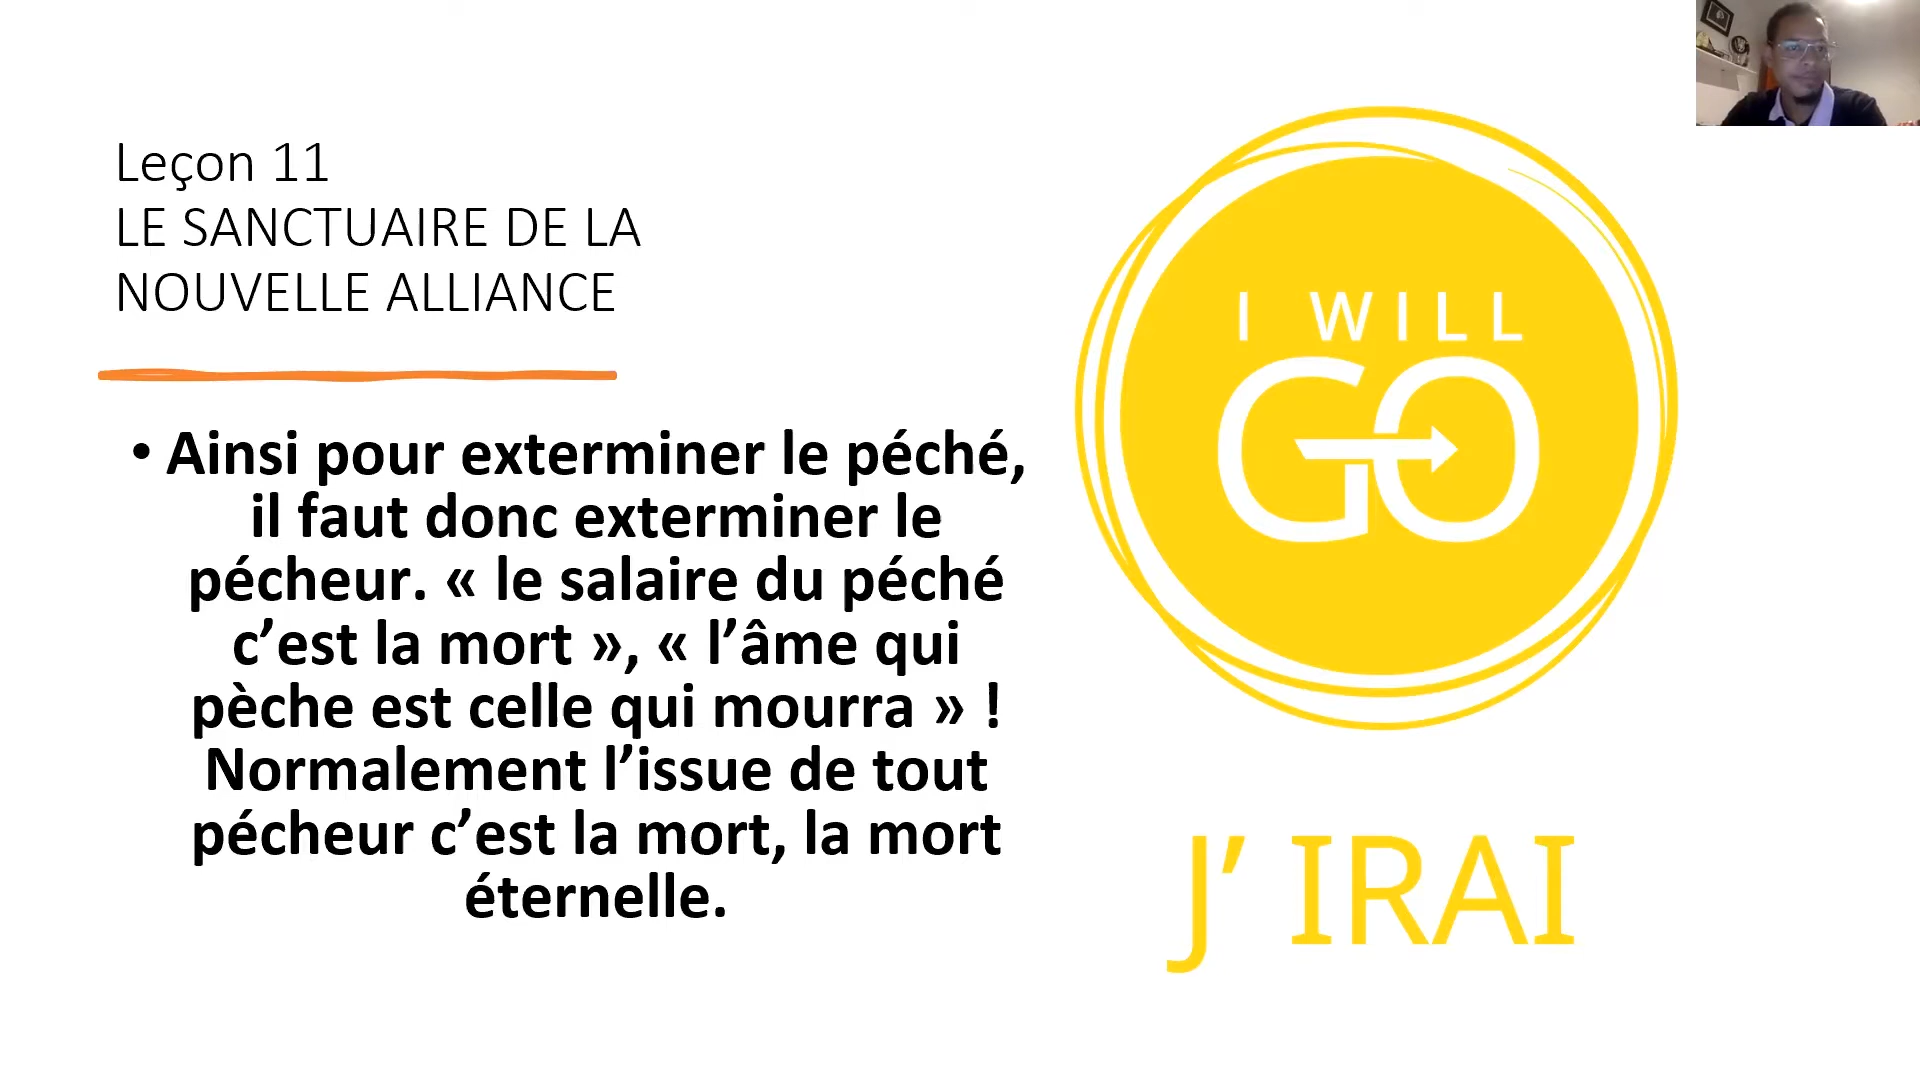 Leçon 11
LE SANCTUAIRE DE LA
NOUVELLE ALLIANCE
• Ainsi pour exterminer le péché,
il faut donc exterminer le
pécheur. « le salaire du péché
c’est la mort », « l’âme qui
pèche est celle qui mourra » !
Normalement l’issue de tout
pécheur c’est la mort, la mort
éternelle.
I WILL
GO
J’ IRAI